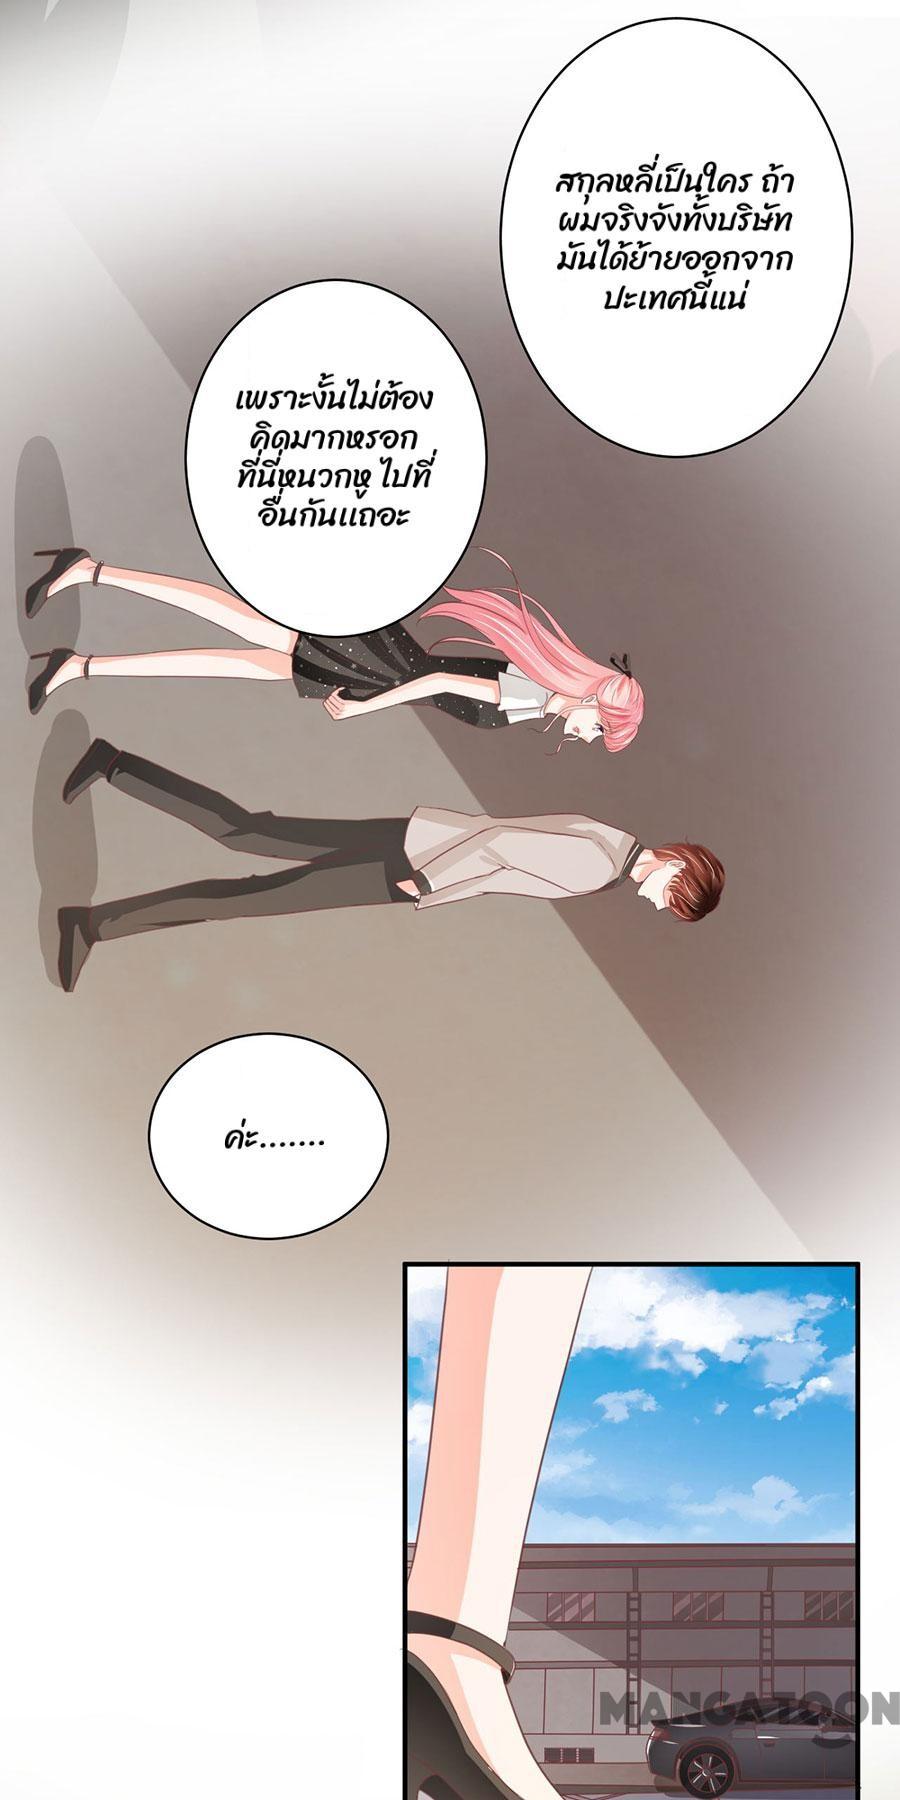 สกุลหลี่เป็นใคร ถ้า
ผมจริงจังทั้งบริษัท
มันได้ย้ายออกจาก
ปะเทศนี้แน่
เพราะงั้นไม่ต้อง
คิดมากหรอก
ที่นี่หนวกหู ไปที่
อื่นกันแถอะ
ค่ะ.......
MANGATOON